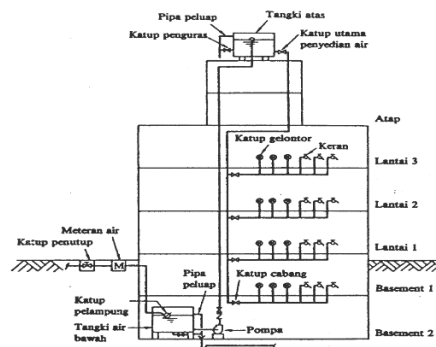 Pipa peluap
Tangki atas
Katup penguras
Katup utama
penyedian air
Atap
Katup gelontor
Keran
Lantai 3
Lantai 2
Meteran air
Katup penutup
Lantai 1
M
Pipa
peluap
Katup cabang
Basement 1
Katup
pelampung
Tangki air
bawah
Pompa
Basement 2